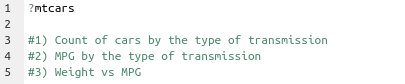 1 ?mtcars
2
3 #1) Count of cars by the type of transmission
4 #2) MPG by the type of transmission
5 #3) Weight vs MPG